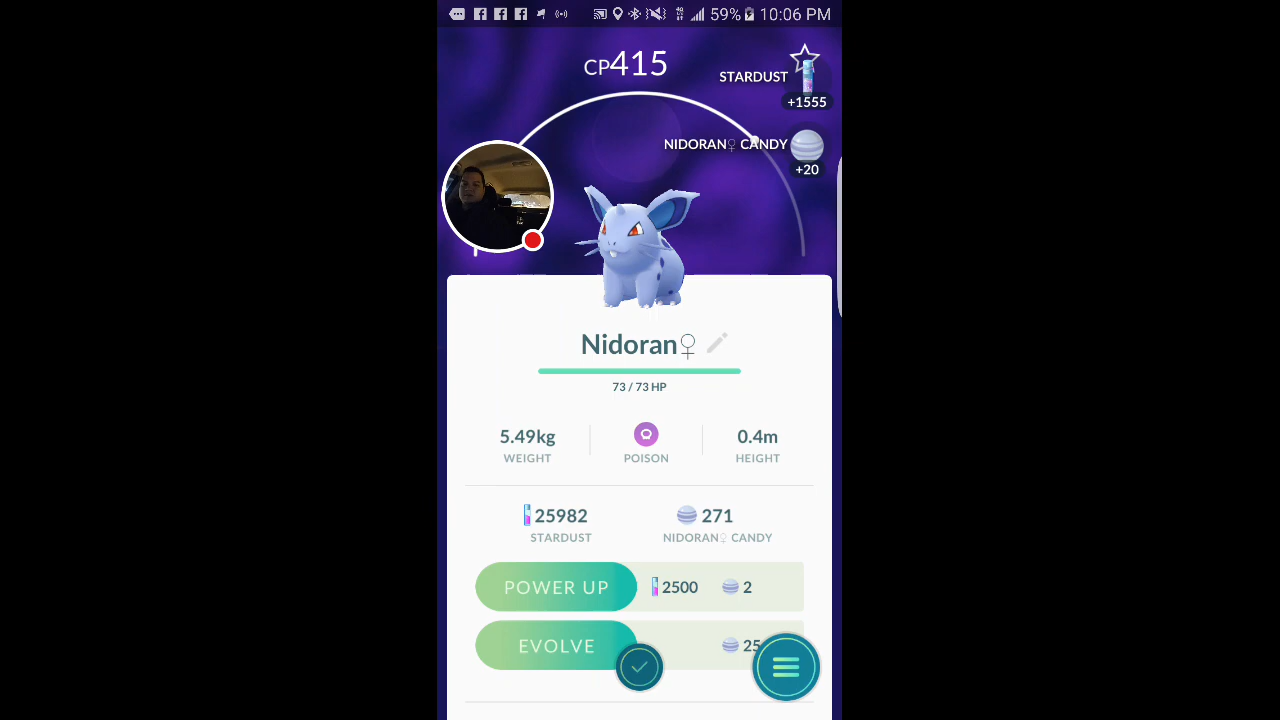 59% 10:06 PM
CP415
STARDUST
+1555
NIDORAN♀ CANDY
+20
Nidoran♀
73 / 73 HP
5.49kg
WEIGHT
POISON
0.4m
HEIGHT
25982
STARDUST
271
NIDORAN♀ CANDY
POWER UP 2500 2
EVOLVE 25